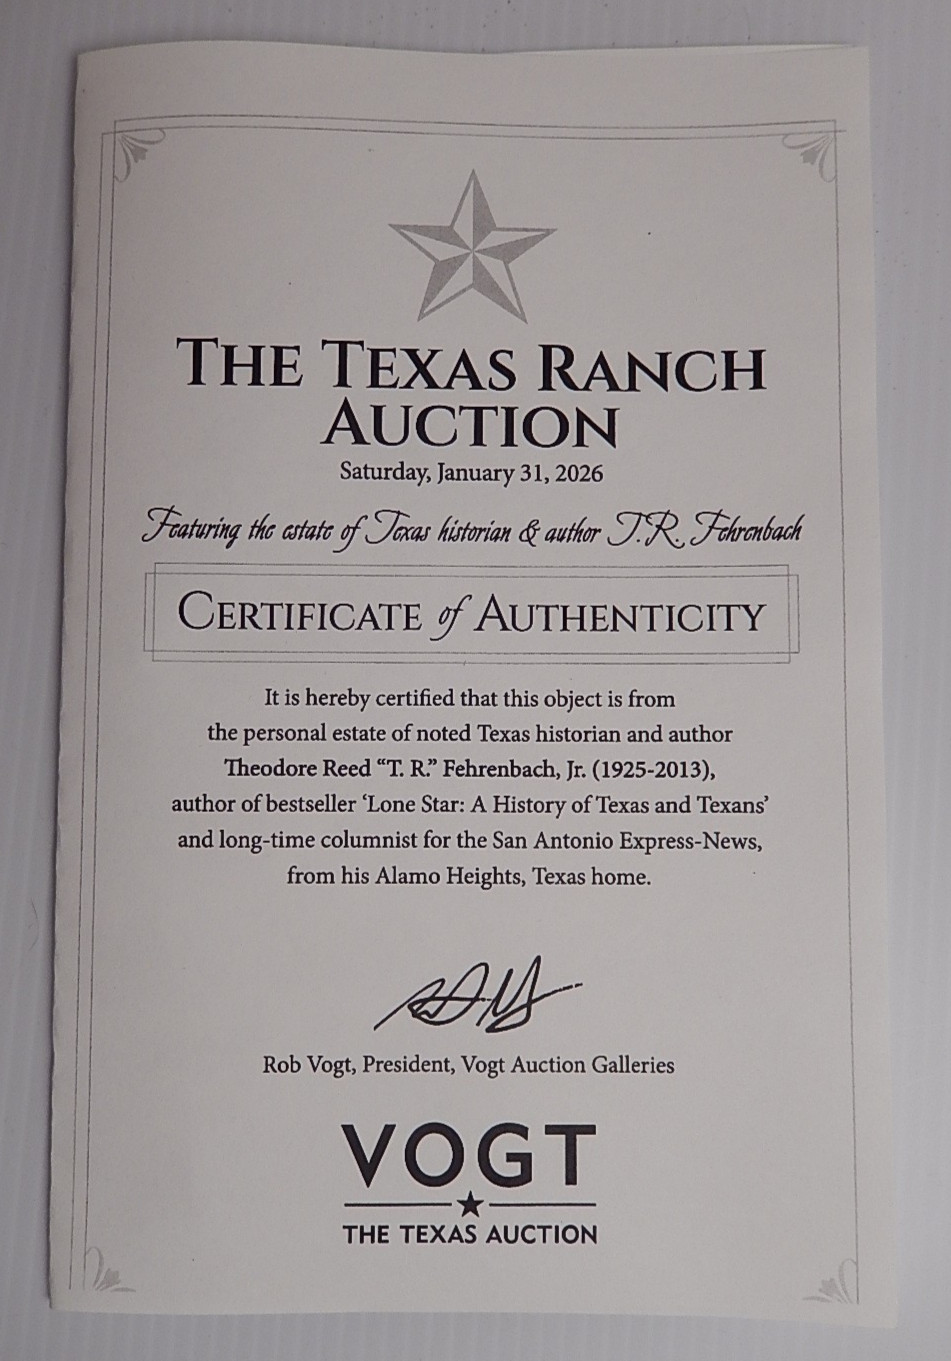 THE TEXAS RANCH
AUCTION
Saturday, January 31, 2026
Featuring the estate of Texas historian & author T.R. Fehrenbach
CERTIFICATE of AUTHENTICITY
It is hereby certified that this object is from
the personal estate of noted Texas historian and author
Theodore Reed “T. R.” Fehrenbach, Jr. (1925-2013),
author of bestseller ‘Lone Star: A History of Texas and Texans’
and long-time columnist for the San Antonio Express-News,
from his Alamo Heights, Texas home.
Rob Vogt, President, Vogt Auction Galleries
VOGT
THE TEXAS AUCTION